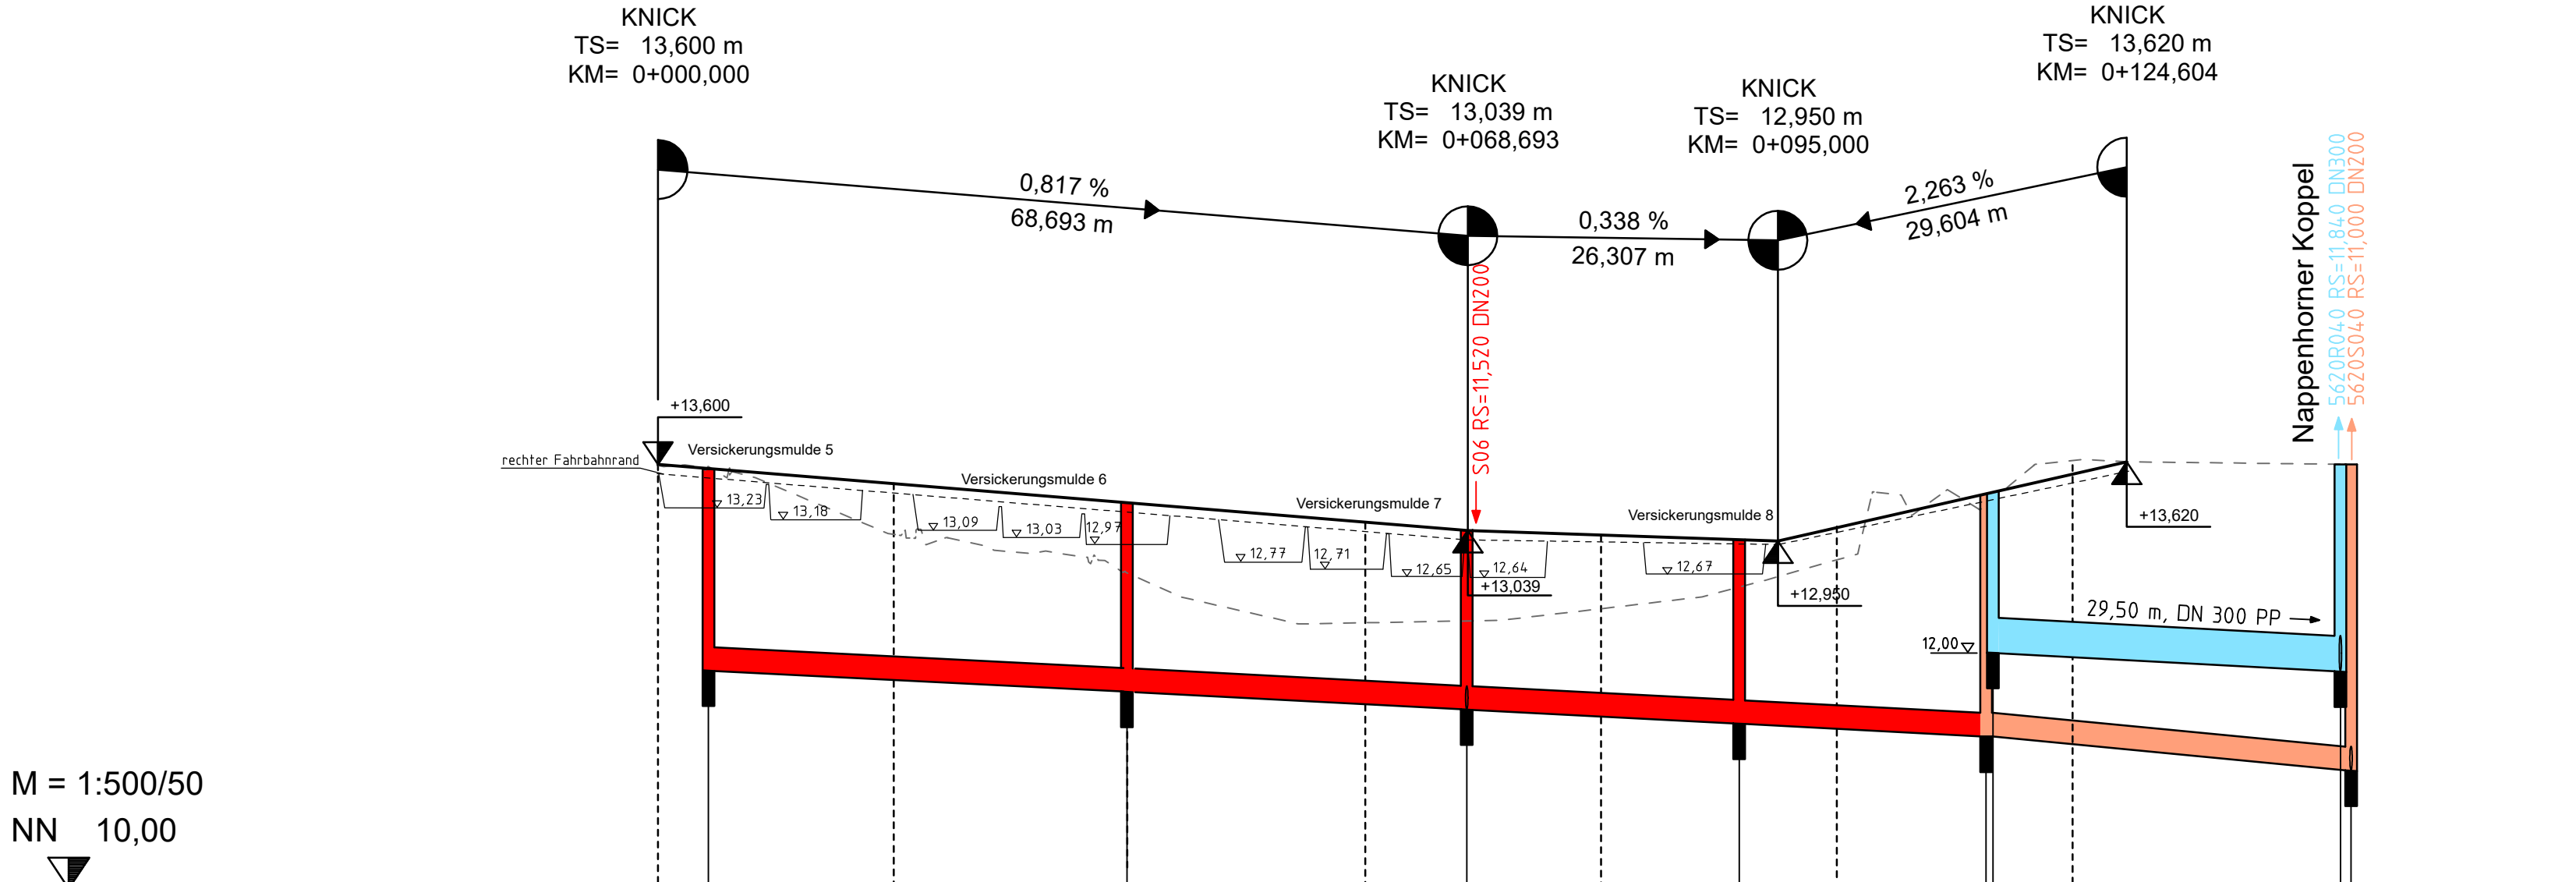 KNICK
TS= 13,600 m
KM= 0+000,000
KNICK
TS= 13,039 m
KM= 0+068,693
KNICK
TS= 12,950 m
KM= 0+095,000
KNICK
TS= 13,620 m
KM= 0+124,604
0,817 %
68,693 m
0,338 %
26,307 m
2,263 %
29,604 m
S06 RS=11,520 DN200
Nappenhorner Koppel
5620R040 RS=11,840 DN300
5620S040 RS=11,000 DN200
+13,600
rechter Fahrbahnrand
Versickerungsmulde 5
Versickerungsmulde 6
Versickerungsmulde 7
Versickerungsmulde 8
13,23
13,18
13,09
13,03
12,97
12,77
12,71
12,65
12,64
12,67
+13,039
+12,950
+13,620
12,00
29,50 m, DN 300 PP
M = 1:500/50
NN 10,00